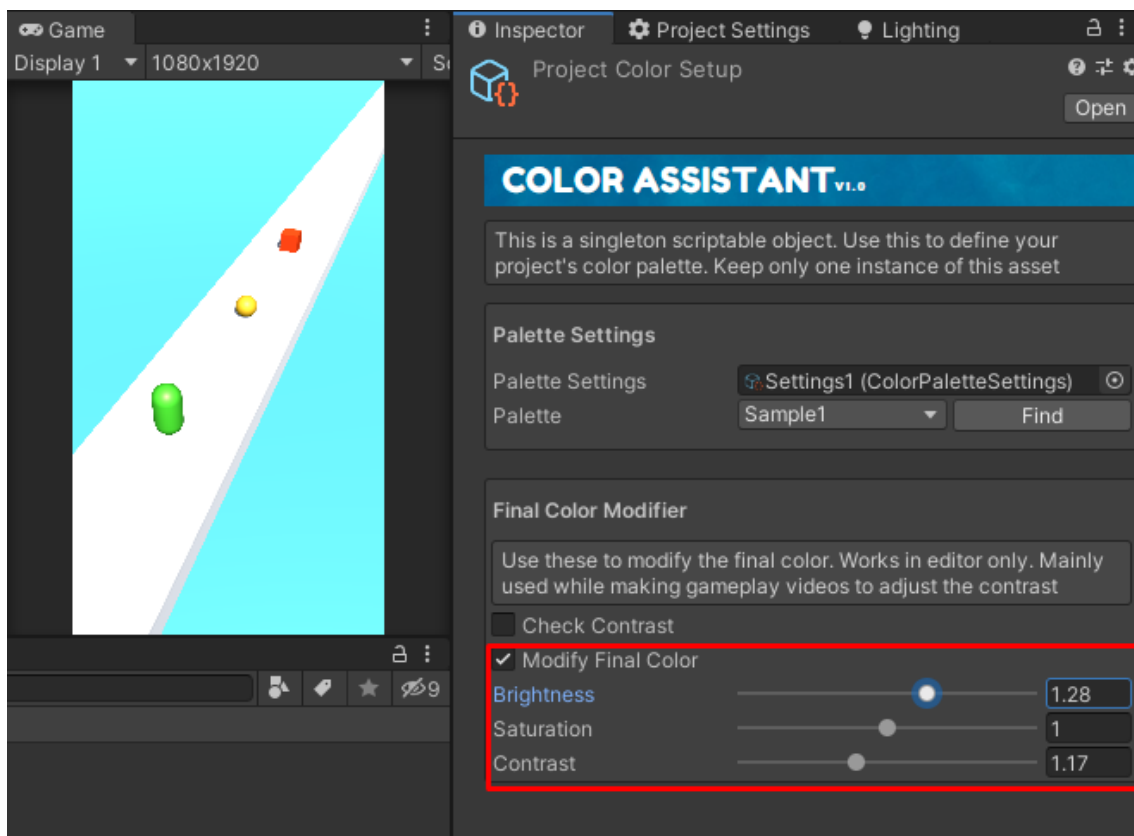 Game
Display 1
1080x1920
Inspector
Project Settings
Lighting
Project Color Setup
Open
COLOR ASSISTANT V1.0
This is a singleton scriptable object. Use this to define your
project's color palette. Keep only one instance of this asset
Palette Settings
Palette Settings
Settings1 (ColorPaletteSettings)
Palette
Sample1
Find
Final Color Modifier
Use these to modify the final color. Works in editor only. Mainly
used while making gameplay videos to adjust the contrast
Check Contrast
Modify Final Color
Brightness
1.28
Saturation
1
Contrast
1.17
9